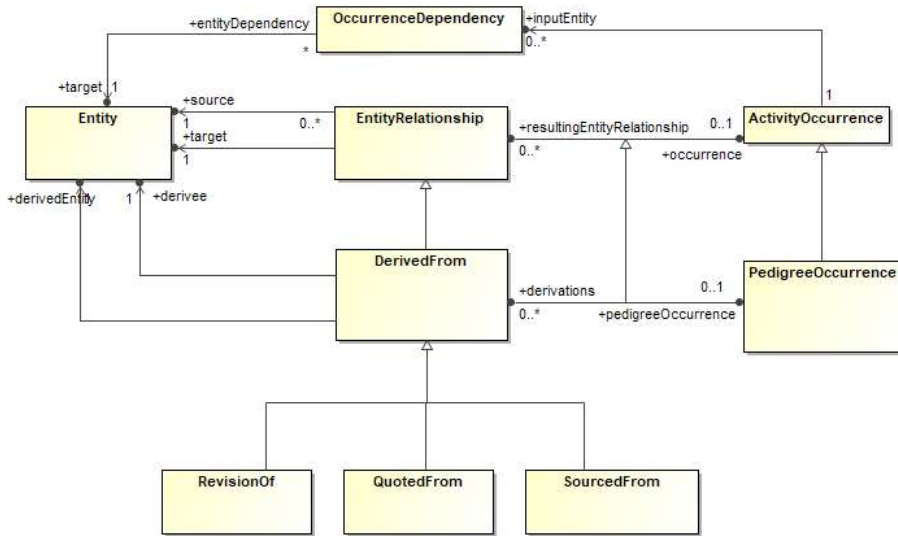 OccurrenceDependency
+entityDependency
*
+inputEntity
0..*
+target 1
1
Entity
+source
1
0..*
EntityRelationship
+resultingEntityRelationship
0..*
0..1
+occurrence
ActivityOccurrence
+target
1
+derivedEntity
1
1
+derivee
DerivedFrom
+derivations
0..*
0..1
+pedigreeOccurrence
PedigreeOccurrence
RevisionOf
QuotedFrom
SourcedFrom